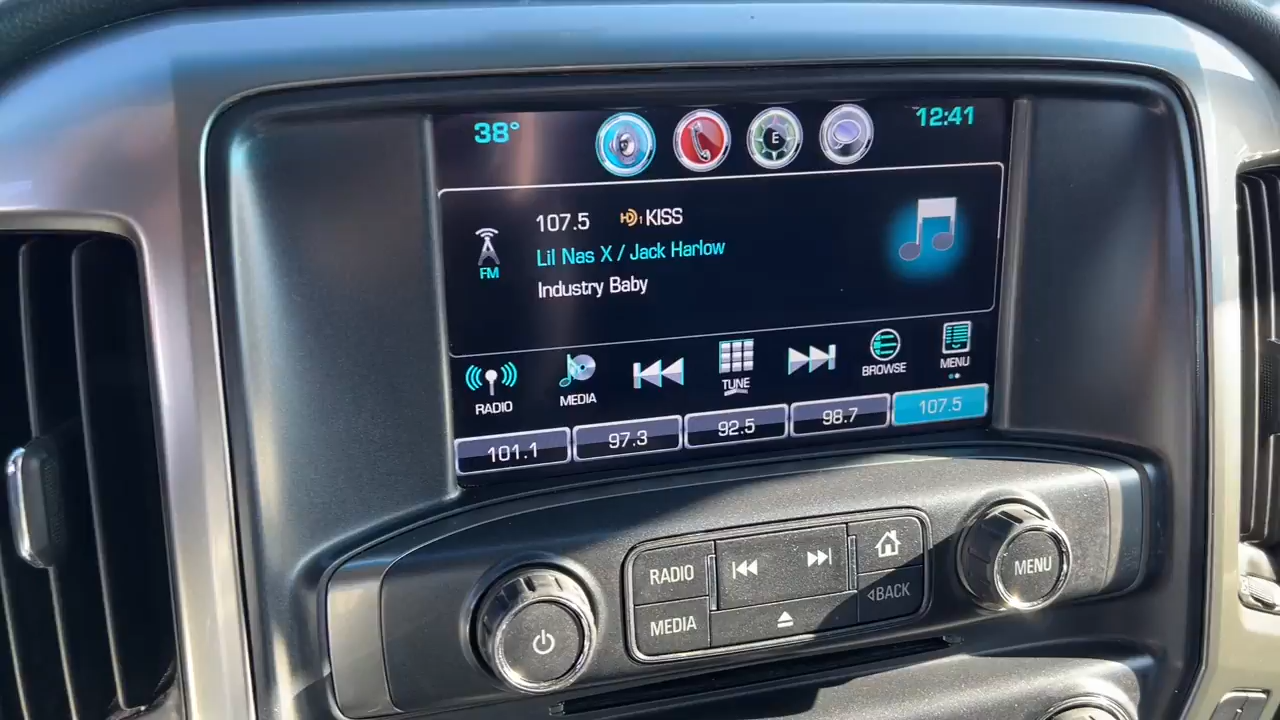 38°
E
12:41
107.5 HD1 KISS
Lil Nas X / Jack Harlow
Industry Baby
FM
RADIO
MEDIA
TUNE
BROWSE
MENU
101.1
97.3
92.5
98.7
107.5
RADIO
MEDIA
BACK
MENU